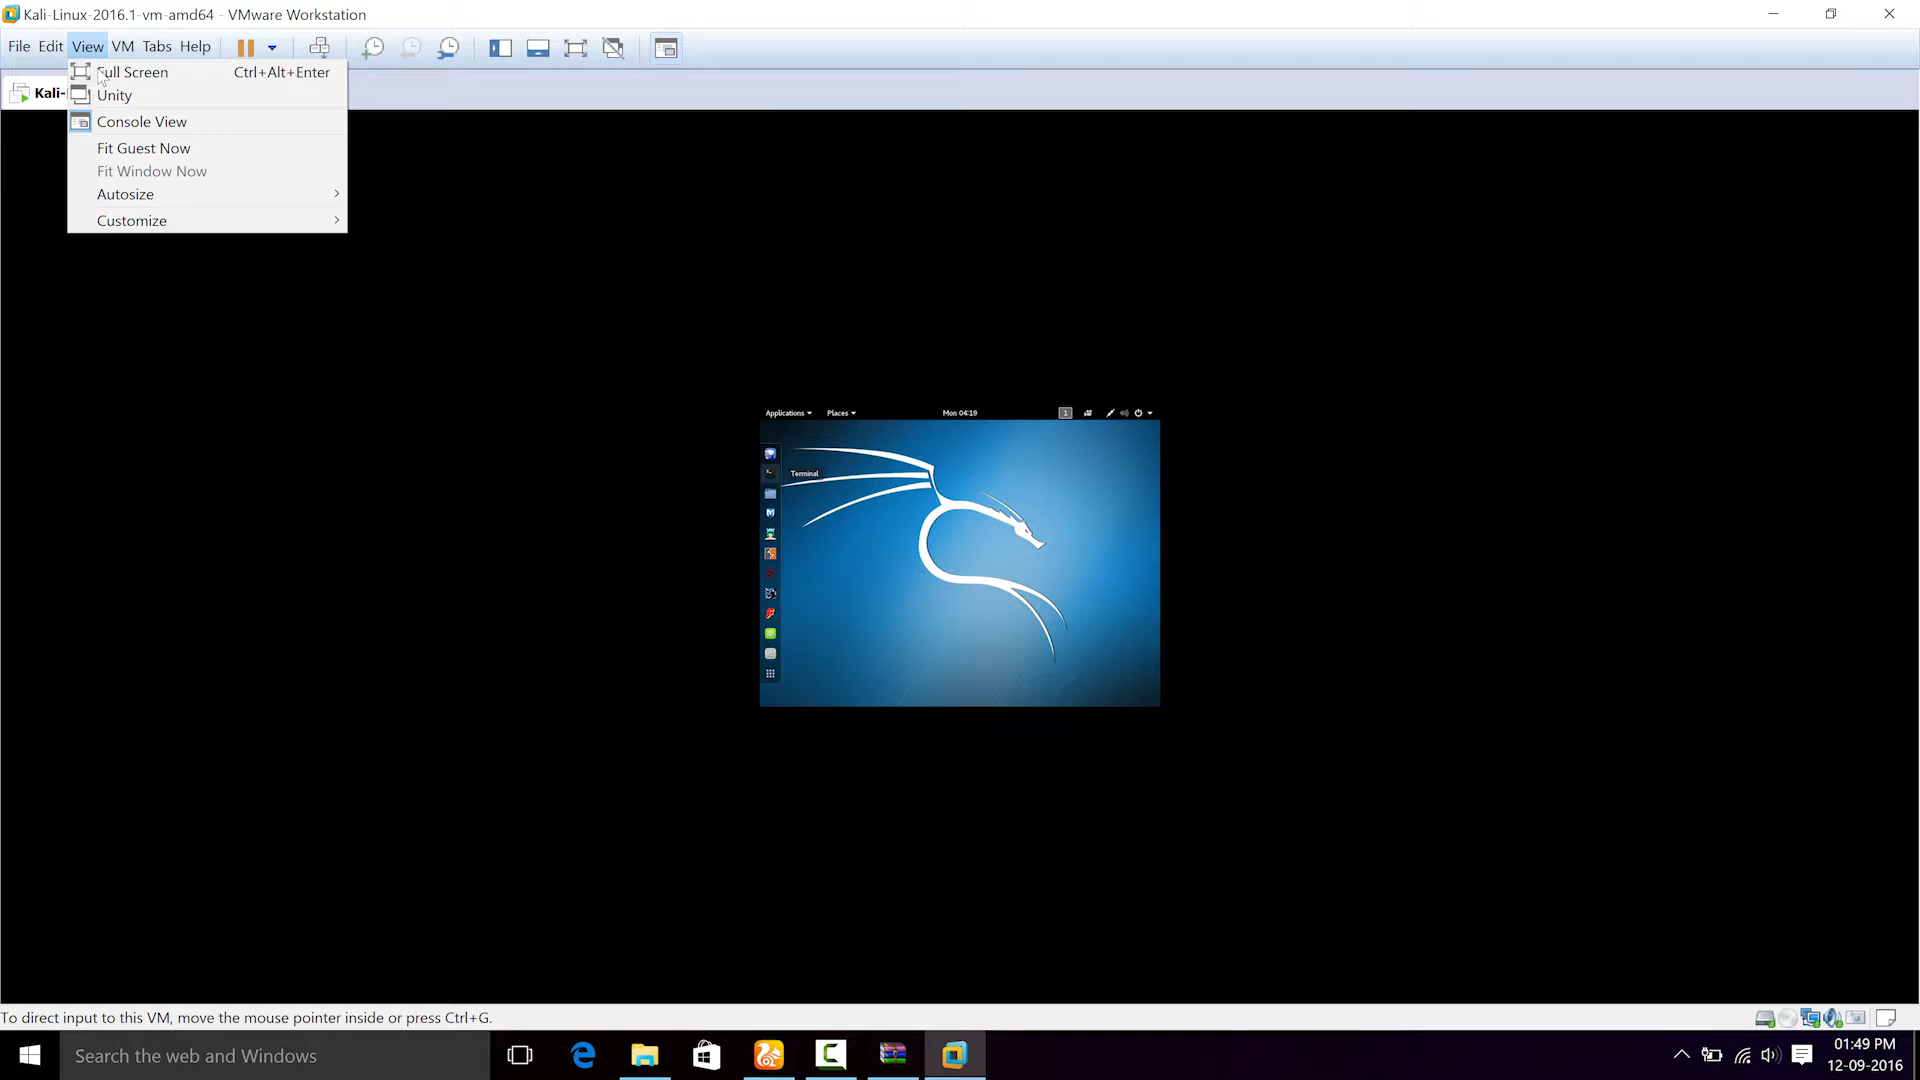 Kali-Linux-2016.1-vm-amd64 - VMware Workstation
File Edit View VM Tabs Help
Full Screen Ctrl+Alt+Enter
Kali-
Unity
Console View
Fit Guest Now
Fit Window Now
Autosize
Customize
Applications Places Mon 04:19 1
Terminal
To direct input to this VM, move the mouse pointer inside or press Ctrl+G.
Search the web and Windows
01:49 PM
12-09-2016